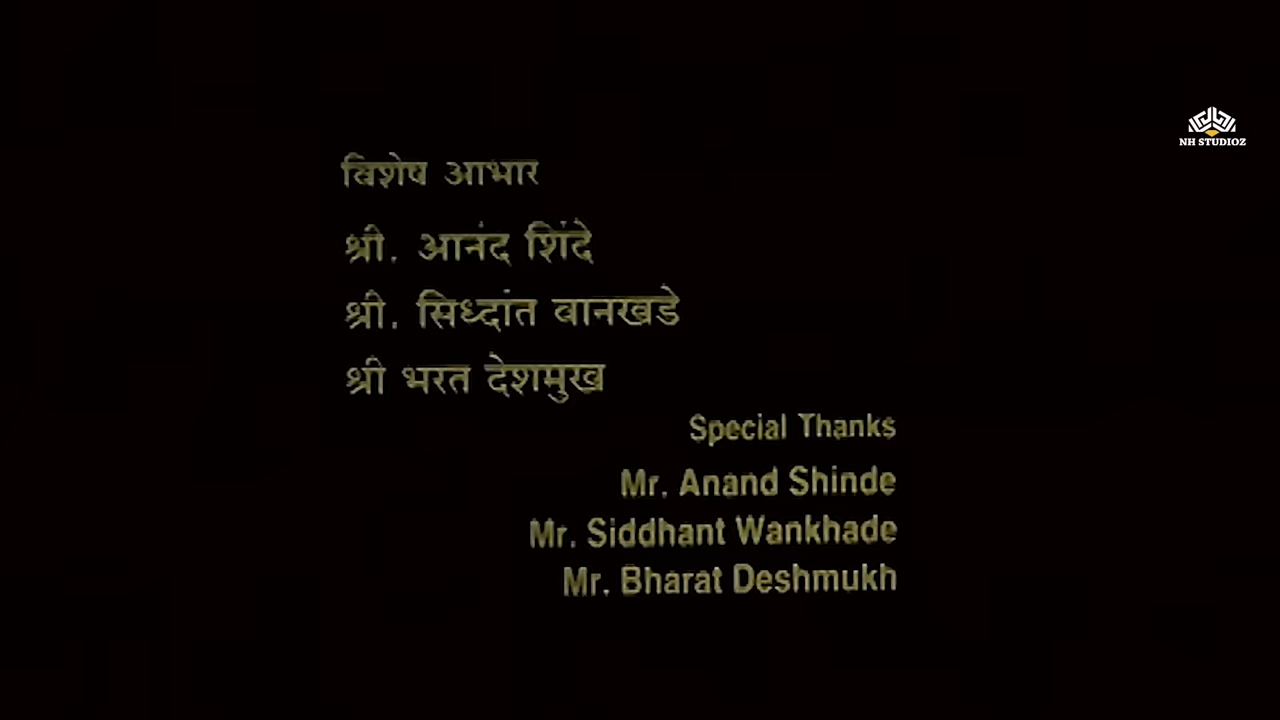 विशेष आभार
श्री. आनंद शिंदे
श्री. सिध्दांत वानखडे
श्री भरत देशमुख
Special Thanks
Mr. Anand Shinde
Mr. Siddhant Wankhade
Mr. Bharat Deshmukh
NH STUDIOZ